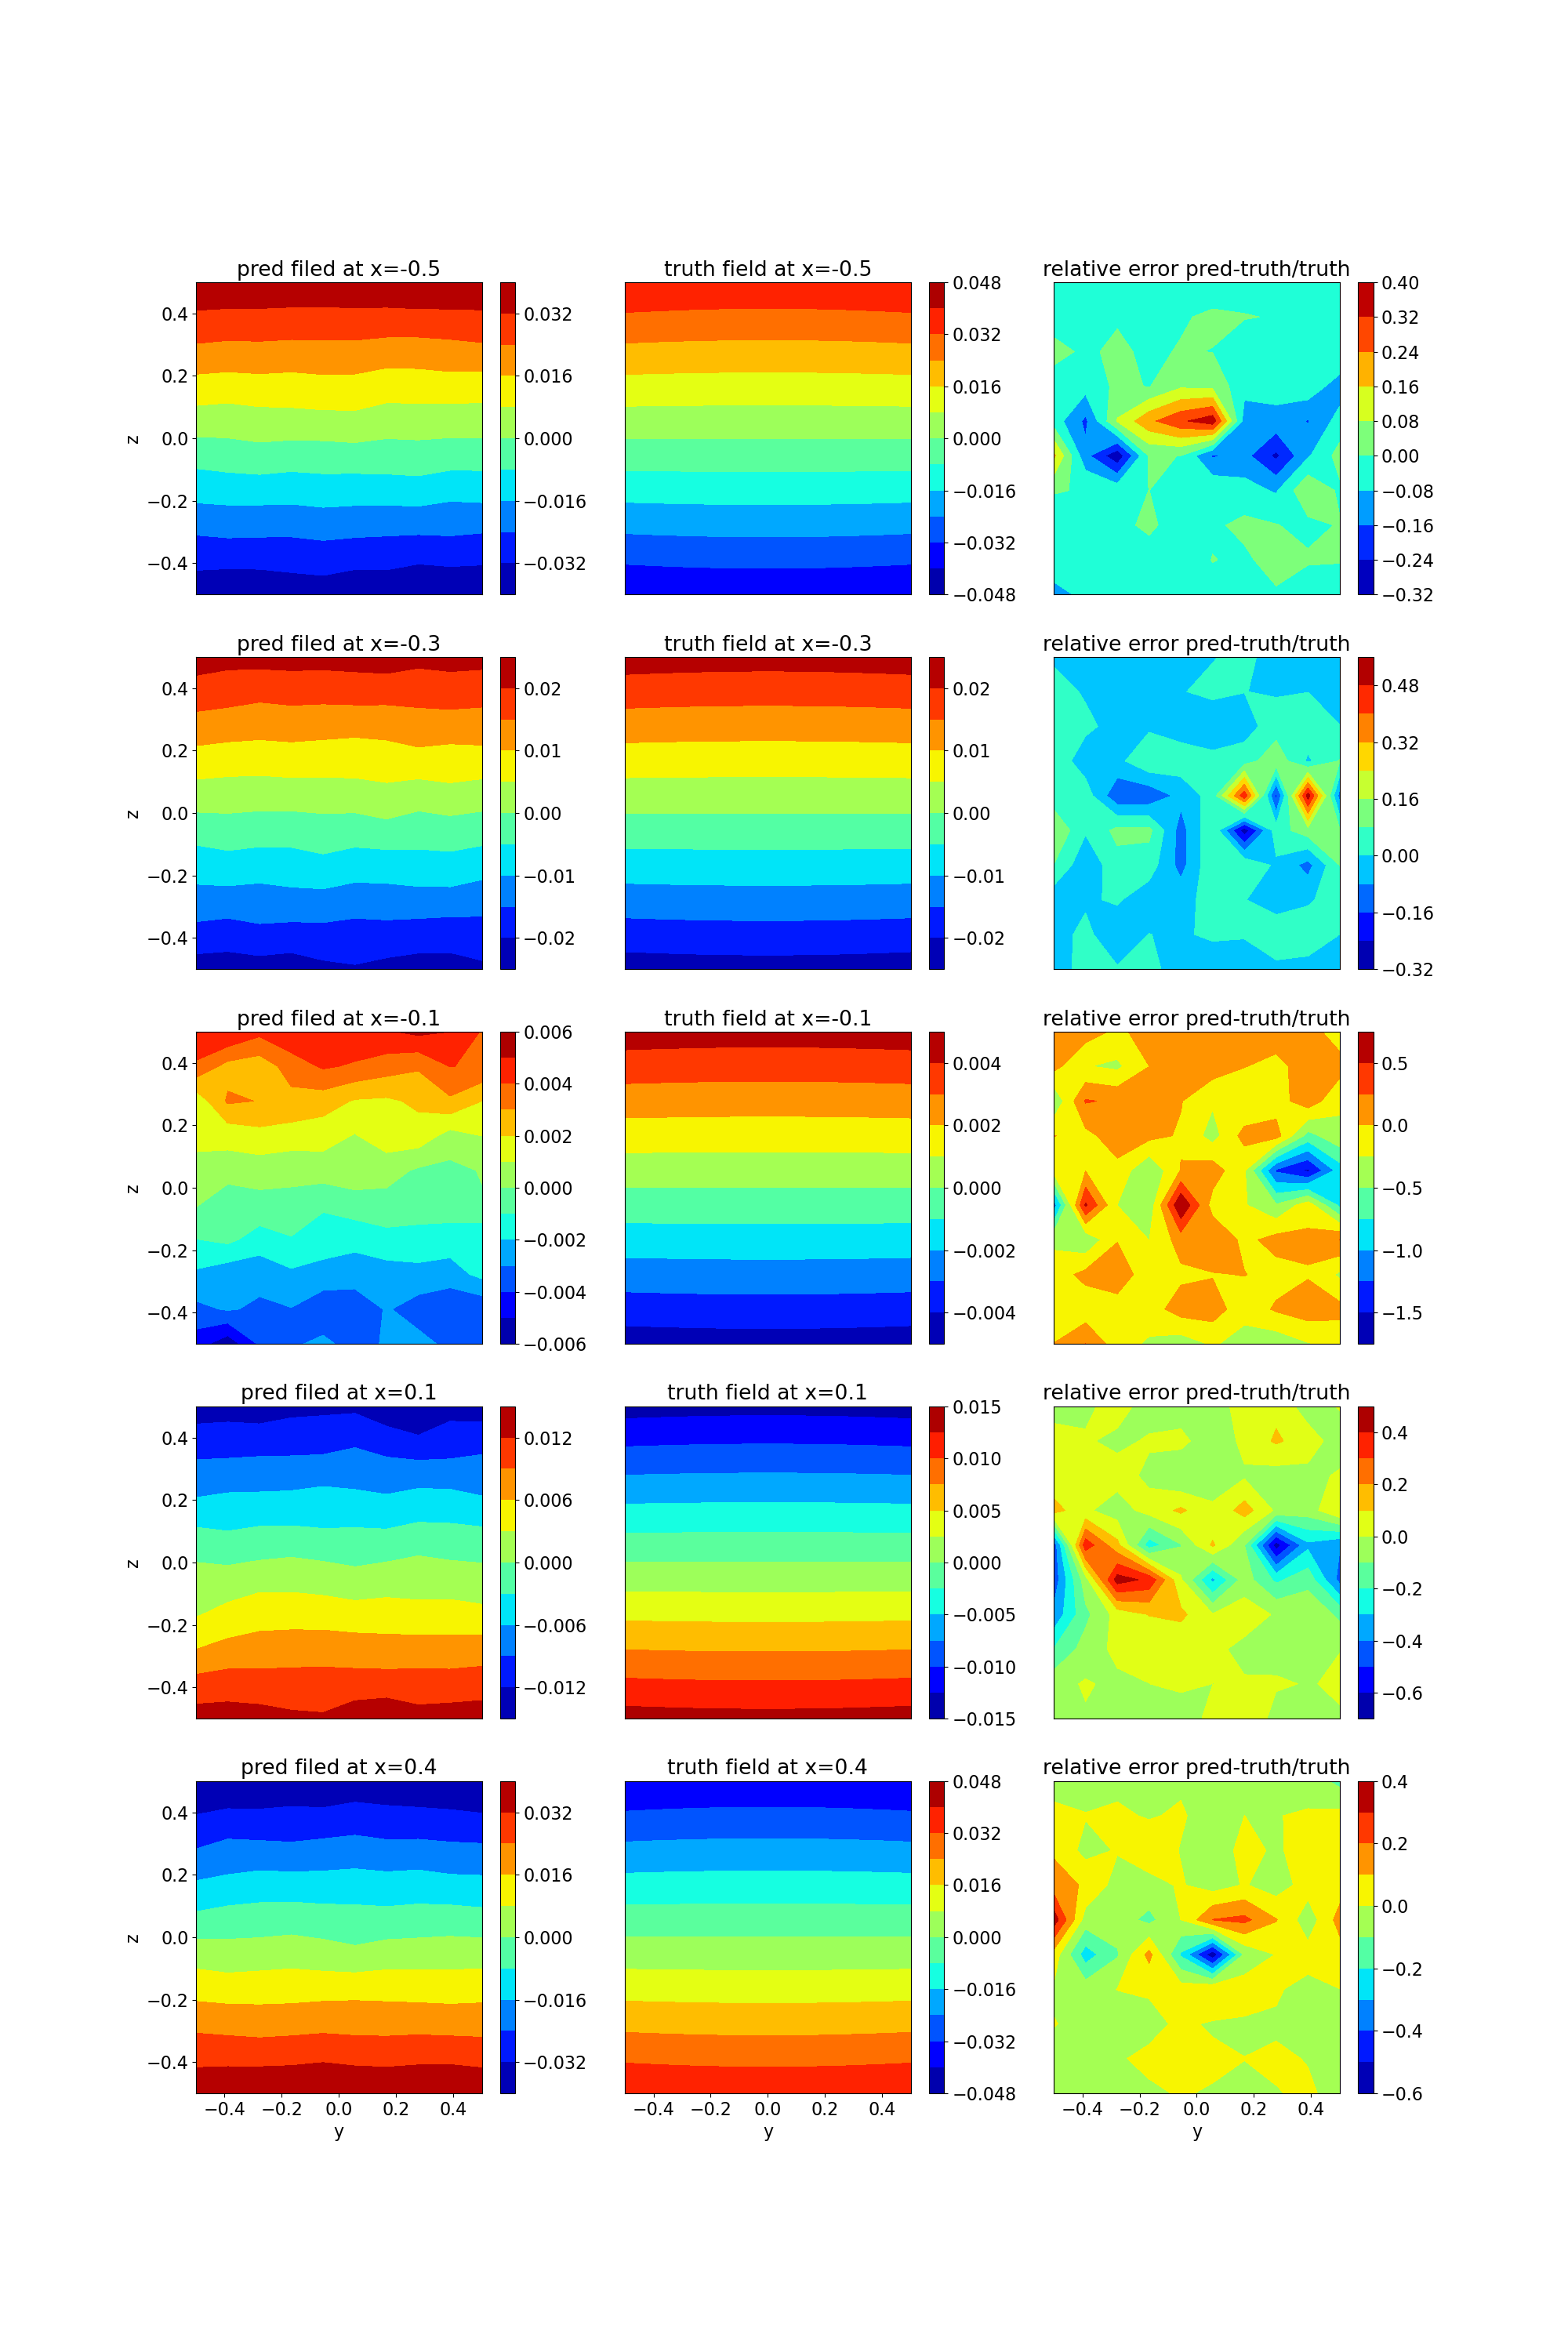 pred filed at x=-0.5 truth field at x=-0.5 relative error pred-truth/truth
z 0.4 0.2 0.0 −0.2 −0.4
0.032 0.016 0.000 −0.016 −0.032
0.048 0.032 0.016 0.000 −0.016 −0.032 −0.048
0.40 0.32 0.24 0.16 0.08 0.00 −0.08 −0.16 −0.24 −0.32
pred filed at x=-0.3 truth field at x=-0.3 relative error pred-truth/truth
z 0.4 0.2 0.0 −0.2 −0.4
0.02 0.01 0.00 −0.01 −0.02
0.02 0.01 0.00 −0.01 −0.02
0.48 0.32 0.16 0.00 −0.16 −0.32
pred filed at x=-0.1 truth field at x=-0.1 relative error pred-truth/truth
z 0.4 0.2 0.0 −0.2 −0.4
0.006 0.004 0.002 0.000 −0.002 −0.004 −0.006
0.004 0.002 0.000 −0.002 −0.004
0.5 0.0 −0.5 −1.0 −1.5
pred filed at x=0.1 truth field at x=0.1 relative error pred-truth/truth
z 0.4 0.2 0.0 −0.2 −0.4
0.012 0.006 0.000 −0.006 −0.012
0.015 0.010 0.005 0.000 −0.005 −0.010 −0.015
0.4 0.2 0.0 −0.2 −0.4 −0.6
pred filed at x=0.4 truth field at x=0.4 relative error pred-truth/truth
z 0.4 0.2 0.0 −0.2 −0.4
0.032 0.016 0.000 −0.016 −0.032
0.048 0.032 0.016 0.000 −0.016 −0.032 −0.048
0.4 0.2 0.0 −0.2 −0.4 −0.6
−0.4 −0.2 0.0 0.2 0.4 −0.4 −0.2 0.0 0.2 0.4 −0.4 −0.2 0.0 0.2 0.4
y y y